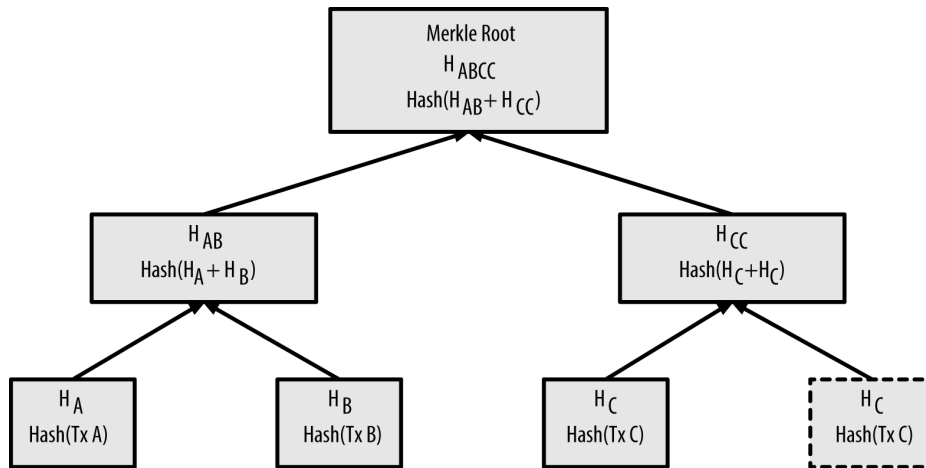 Merkle Root
H ABCC
Hash(H AB + H CC)
H AB
Hash(H A + H B)
H CC
Hash(H C+H C)
H A
Hash(Tx A)
H B
Hash(Tx B)
H C
Hash(Tx C)
H C
Hash(Tx C)